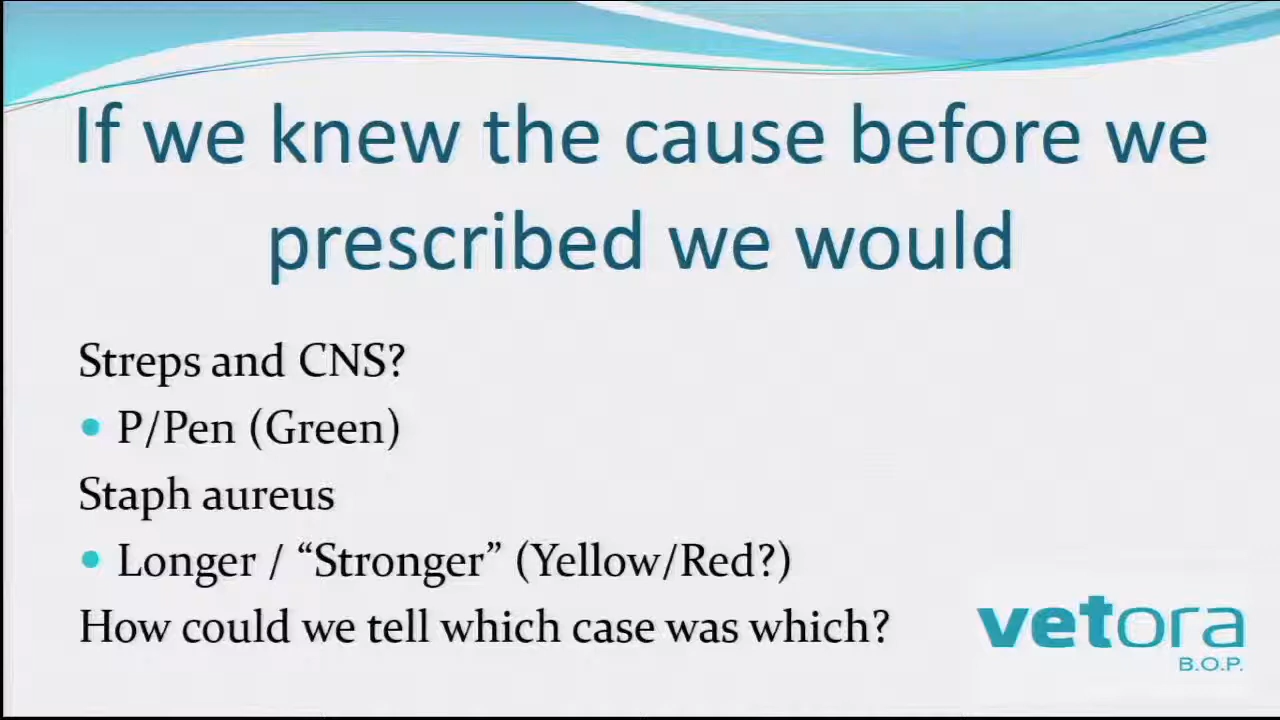 If we knew the cause before we
prescribed we would
Streps and CNS?
• P/Pen (Green)
Staph aureus
• Longer / “Stronger” (Yellow/Red?)
How could we tell which case was which?
vetora
B.O.P.